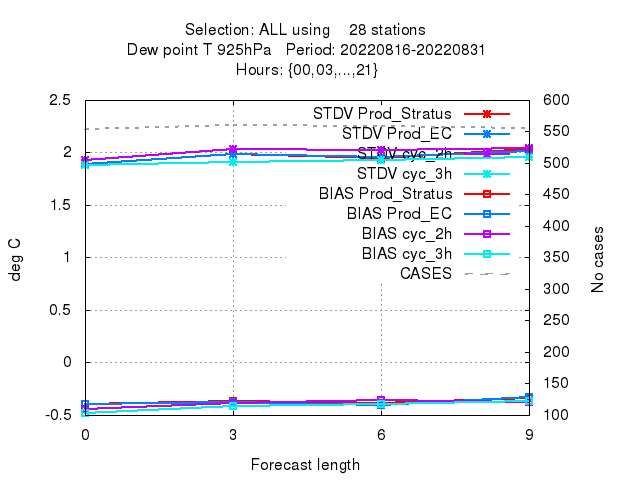 Selection: ALL using 28 stations
Dew point T 925hPa Period: 20220816-20220831
Hours: {00,03,...,21}
2.5
2
1.5
1
0.5
0
-0.5
deg C
600
550
500
450
400
350
300
250
200
150
100
No cases
STDV Prod_Stratus
STDV Prod_EC
STDV cyc_2h
STDV cyc_3h
BIAS Prod_Stratus
BIAS Prod_EC
BIAS cyc_2h
BIAS cyc_3h
CASES
0 3 6 9
Forecast length